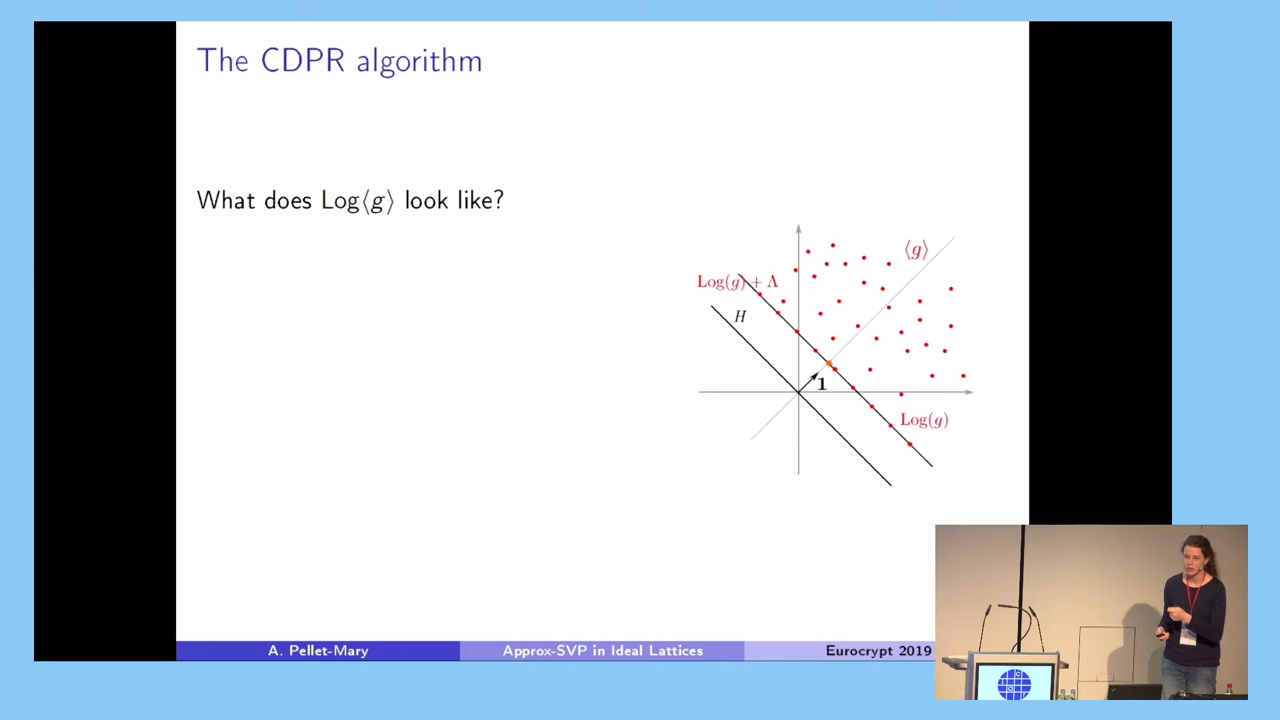 The CDPR algorithm
What does Log⟨g⟩ look like?
⟨g⟩
Log(g) + Λ
H
1
Log(g)
A. Pellet-Mary
Approx-SVP in Ideal Lattices
Eurocrypt 2019